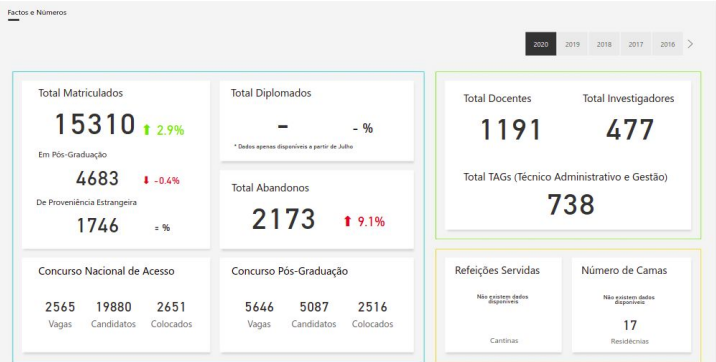 Factos e Números
2020 2019 2018 2017 2016
Total Matriculados
15310 2.9%
Em Pós-Graduação
4683 -0.4%
De Proveniência Estrangeira
1746 = %
Total Diplomados
- - %
* Dados apenas disponíveis a partir de Julho
Total Abandonos
2173 9.1%
Total Docentes Total Investigadores
1191 477
Total TAGs (Técnico Administrativo e Gestão)
738
Concurso Nacional de Acesso
2565 19880 2651
Vagas Candidatos Colocados
Concurso Pós-Graduação
5646 5087 2516
Vagas Candidatos Colocados
Refeições Servidas
Não existem dados
disponíveis
Cantinas
Número de Camas
Não existem dados
disponíveis
17
Residêcnias